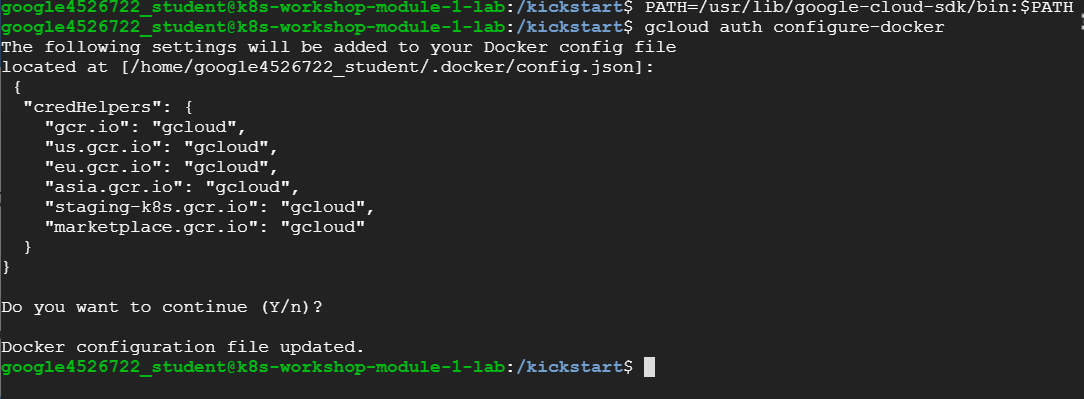 google4526722_student@k8s-workshop-module-1-lab:/kickstart$ PATH=/usr/lib/google-cloud-sdk/bin:$PATH
google4526722_student@k8s-workshop-module-1-lab:/kickstart$ gcloud auth configure-docker
The following settings will be added to your Docker config file
located at [/home/google4526722_student/.docker/config.json]:
 {
  "credHelpers": {
    "gcr.io": "gcloud",
    "us.gcr.io": "gcloud",
    "eu.gcr.io": "gcloud",
    "asia.gcr.io": "gcloud",
    "staging-k8s.gcr.io": "gcloud",
    "marketplace.gcr.io": "gcloud"
  }
}
Do you want to continue (Y/n)?
Docker configuration file updated.
google4526722_student@k8s-workshop-module-1-lab:/kickstart$